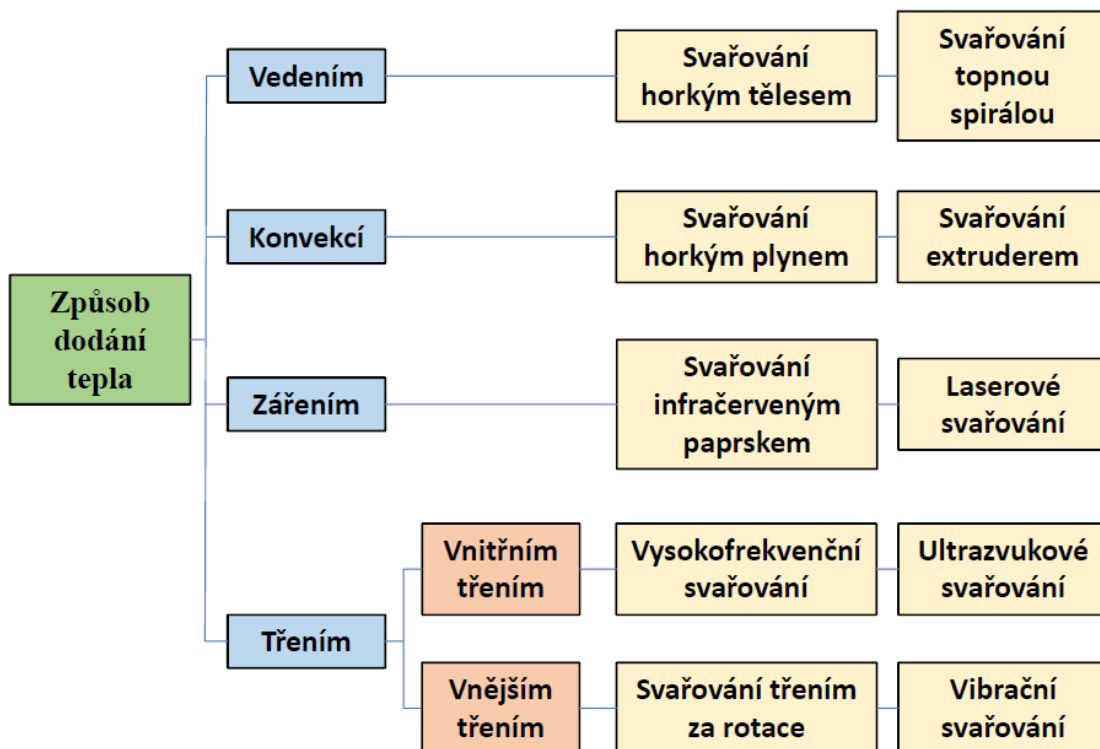 Způsob
dodání
tepla
Vedením
Svařování
horkým tělesem
Svařování
topnou
spirálou
Konvekcí
Svařování
horkým plynem
Svařování
extruderem
Zářením
Svařování
infračerveným
paprskem
Laserové
svařování
Třením
Vnitřním
třením
Vysokofrekvenční
svařování
Ultrazvukové
svařování
Vnějším
třením
Svařování třením
za rotace
Vibrační
svařování